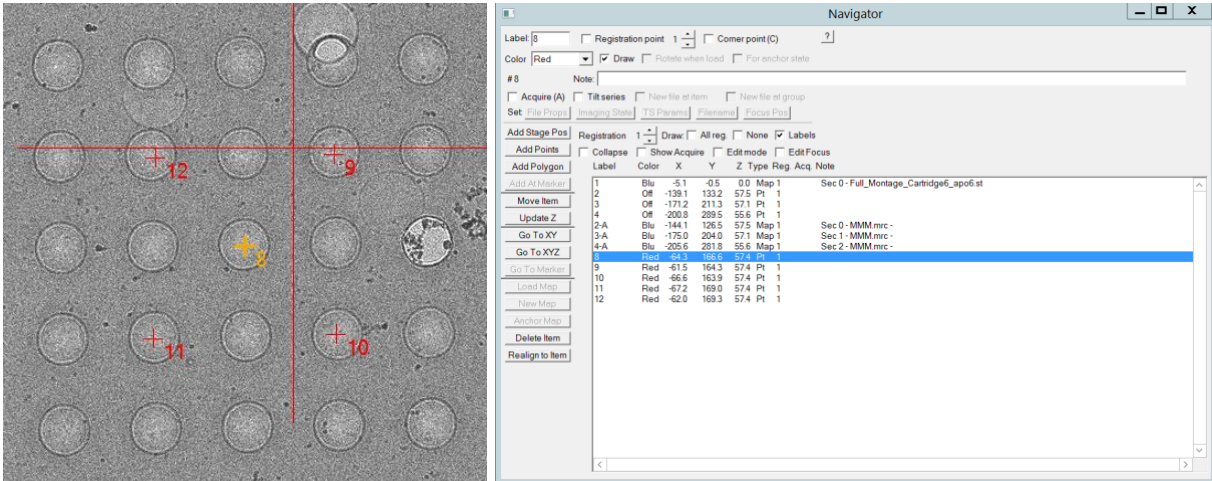 12
9
8
11
10
Navigator
Label: 8 Registration point 1 Corner point (C) ?
Color Red Draw Rotate when load For anchor state
# 8 Note:
Acquire (A) Tilt series New file at item New file at group
Set: File Props Imaging State TS Params Filename Focus Pos
Add Stage Pos Registration 1 Draw: All reg. None Labels
Add Points Collapse Show Acquire Edit mode Edit Focus
Add Polygon Label Color X Y Z Type Reg. Acq. Note
Add At Marker
Move Item
Update Z
Go To XY
Go To XYZ
Go To Marker
Load Map
New Map
Anchor Map
Delete Item
Realign to Item
1 Blu -5.1 -0.5 0.0 Map 1 Sec 0 - Full_Montage_Cartridge6_apo6.st
2 Off -139.1 133.2 57.5 Pt 1
3 Off -171.2 211.3 57.1 Pt 1
4 Off -200.8 289.5 55.6 Pt 1
2-A Blu -144.1 126.5 57.5 Map 1 Sec 0 - MMM.mrc -
3-A Blu -175.0 204.0 57.1 Map 1 Sec 1 - MMM.mrc -
4-A Blu -205.6 281.8 55.6 Map 1 Sec 2 - MMM.mrc -
8 Red -64.3 166.6 57.4 Pt 1
9 Red -61.5 164.3 57.4 Pt 1
10 Red -66.6 163.9 57.4 Pt 1
11 Red -67.2 169.0 57.4 Pt 1
12 Red -62.0 169.3 57.4 Pt 1